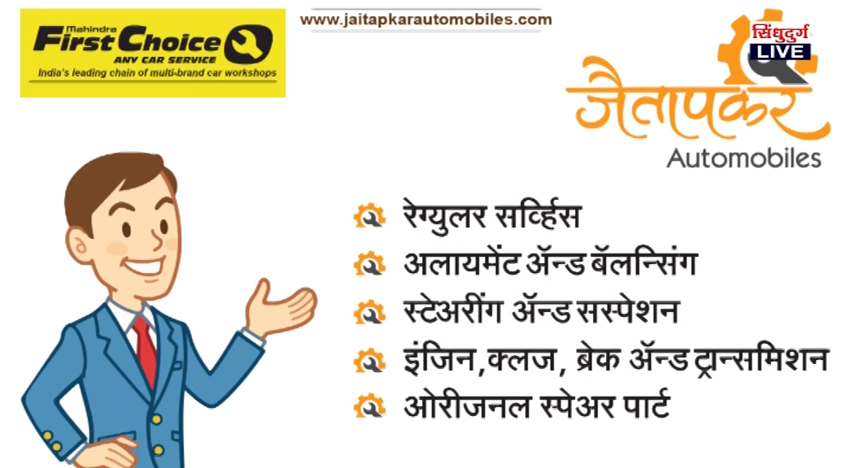 Mahindra
First Choice
ANY CAR SERVICE
India's leading chain of multi-brand car workshops
www.jaitapkarautomobiles.com
सिंधुदुर्ग
LIVE
जैतापकर
Automobiles
रेग्युलर सर्व्हिस
अलायमेंट ॲन्ड बॅलन्सिंग
स्टेअरींग ॲन्ड सस्पेशन
इंजिन,क्लज, ब्रेक ॲन्ड ट्रान्समिशन
ओरीजनल स्पेअर पार्ट